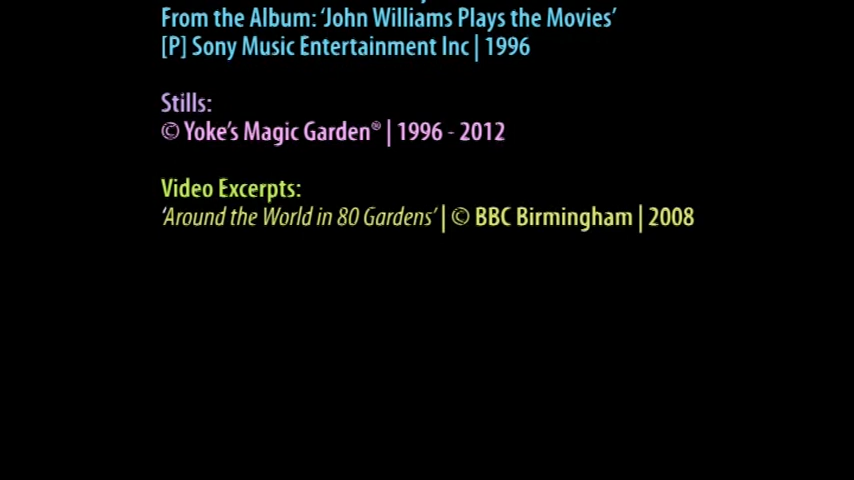 From the Album: ‘John Williams Plays the Movies’
[P] Sony Music Entertainment Inc | 1996
Stills:
© Yoke’s Magic Garden® | 1996 - 2012
Video Excerpts:
‘Around the World in 80 Gardens’ | © BBC Birmingham | 2008